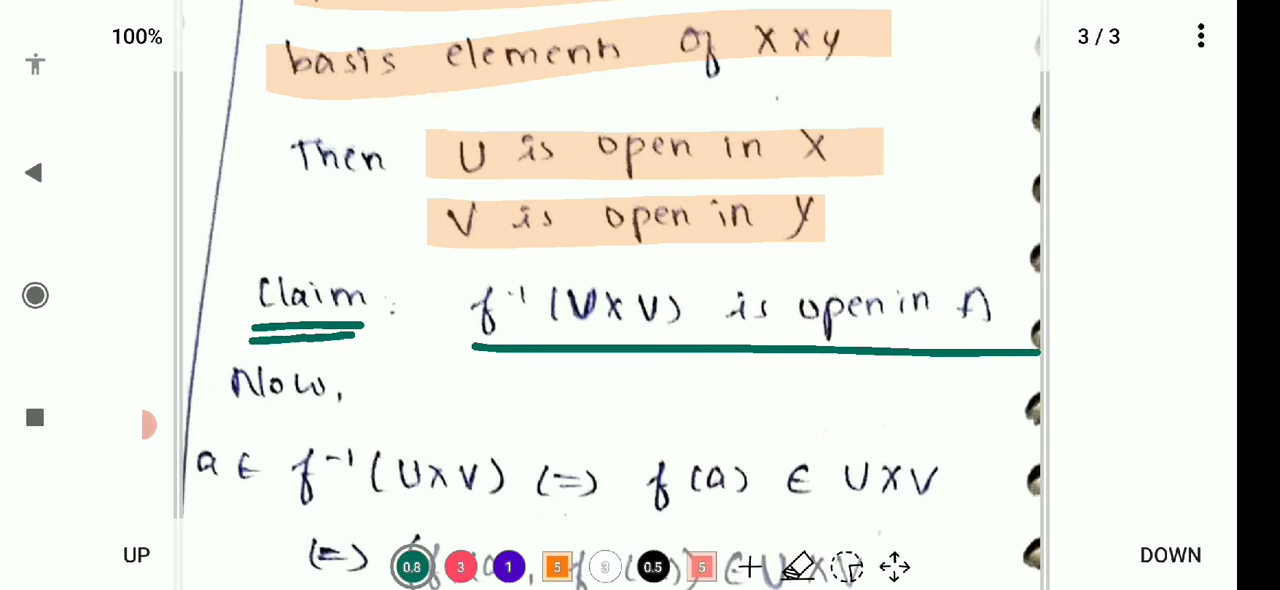 100%
3 / 3
basis elements of X x y
Then U is open in X
V is open in y
Claim : f⁻¹ (U X V) is open in A
Now,
a ∈ f⁻¹ (U X V) (=) f (a) ∈ U X V
UP
(=)
0.8 3 1 5 3 0.5 5
∈ U X V
DOWN